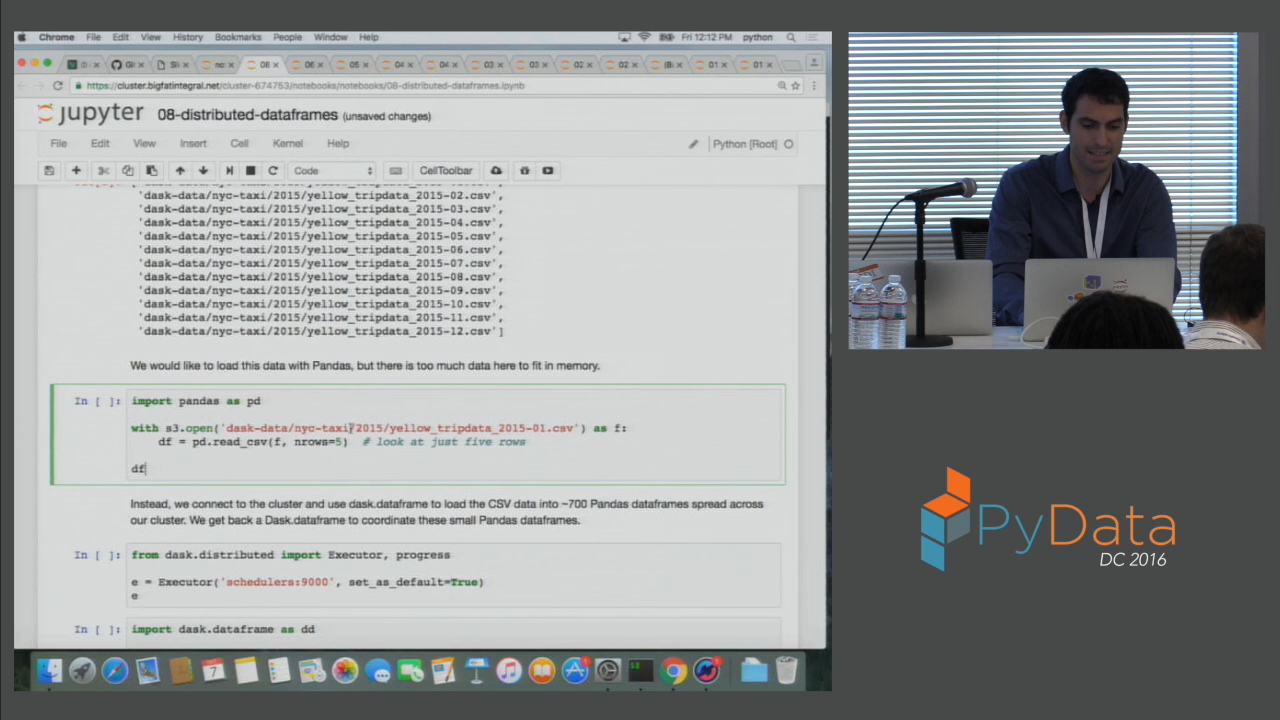 Chrome File Edit View History Bookmarks People Window Help
Fri 12:12 PM python
https://cluster.bigfatintegral.net/cluster-674753/notebooks/notebooks/08-distributed-dataframes.ipynb
jupyter 08-distributed-dataframes (unsaved changes)
File Edit View Insert Cell Kernel Help
Python [Root]
Code CellToolbar
'dask-data/nyc-taxi/2015/yellow_tripdata_2015-02.csv',
'dask-data/nyc-taxi/2015/yellow_tripdata_2015-03.csv',
'dask-data/nyc-taxi/2015/yellow_tripdata_2015-04.csv',
'dask-data/nyc-taxi/2015/yellow_tripdata_2015-05.csv',
'dask-data/nyc-taxi/2015/yellow_tripdata_2015-06.csv',
'dask-data/nyc-taxi/2015/yellow_tripdata_2015-07.csv',
'dask-data/nyc-taxi/2015/yellow_tripdata_2015-08.csv',
'dask-data/nyc-taxi/2015/yellow_tripdata_2015-09.csv',
'dask-data/nyc-taxi/2015/yellow_tripdata_2015-10.csv',
'dask-data/nyc-taxi/2015/yellow_tripdata_2015-11.csv',
'dask-data/nyc-taxi/2015/yellow_tripdata_2015-12.csv']
We would like to load this data with Pandas, but there is too much data here to fit in memory.
In [ ]: import pandas as pd
with s3.open('dask-data/nyc-taxi/2015/yellow_tripdata_2015-01.csv') as f:
df = pd.read_csv(f, nrows=5) # look at just five rows
df
Instead, we connect to the cluster and use dask.dataframe to load the CSV data into ~700 Pandas dataframes spread across
our cluster. We get back a Dask.dataframe to coordinate these small Pandas dataframes.
In [ ]: from dask.distributed import Executor, progress
e = Executor('schedulers:9000', set_as_default=True)
e
In [ ]: import dask.dataframe as dd
PyData
DC 2016